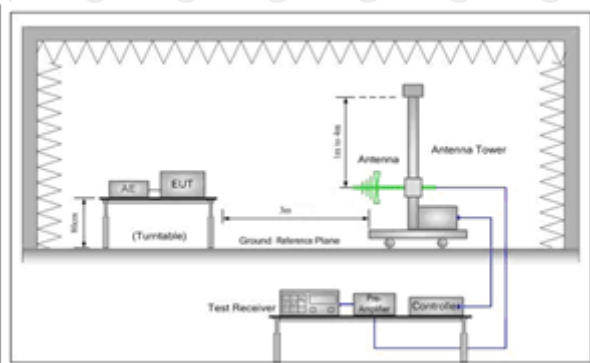 1m to 4m
Antenna
Antenna Tower
AE
EUT
80cm
3m
(Turntable)
Ground Reference Plane
Test Receiver
Pre-
Amplifier
Controller